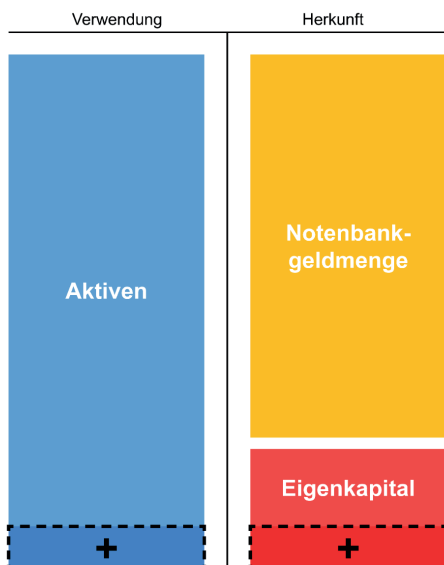 Verwendung
Herkunft
Aktiven
Notenbank-
geldmenge
Eigenkapital
+
+